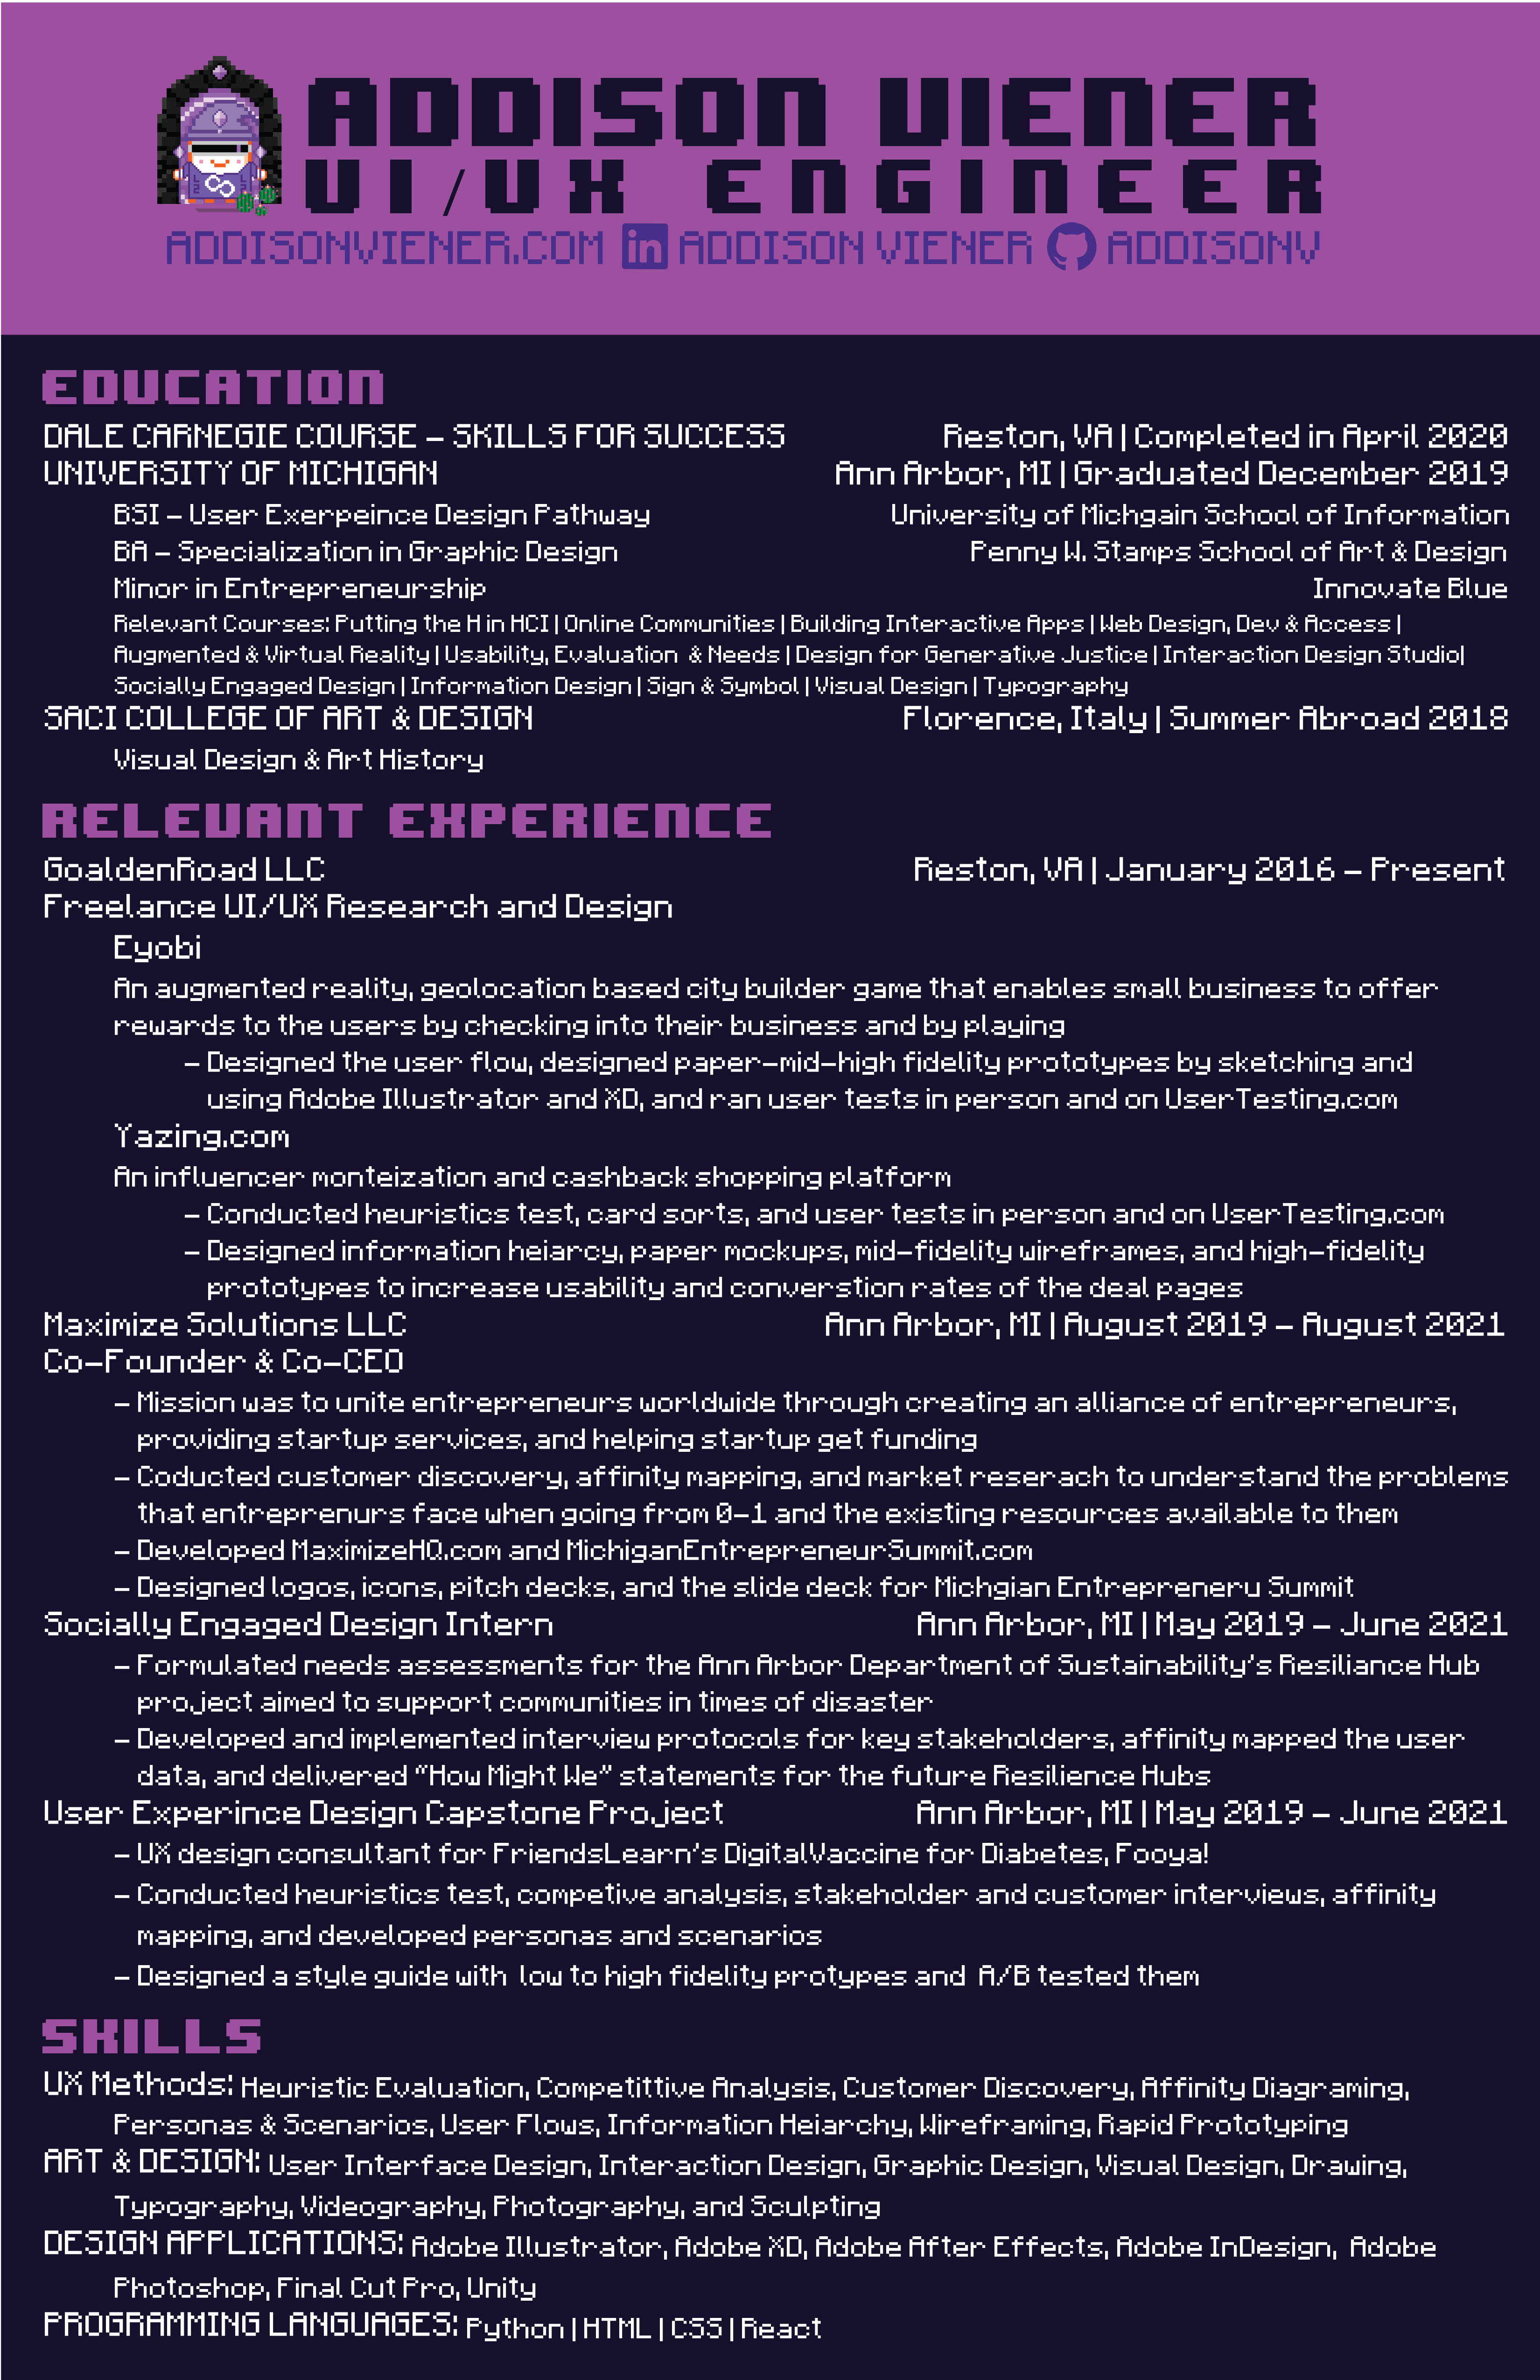 ADDISON VIENER
UI/UX ENGINEER
ADDISONVIENER.COM in ADDISON VIENER ADDISONV
EDUCATION
DALE CARNEGIE COURSE - SKILLS FOR SUCCESS Reston, VA | Completed in April 2020
UNIVERSITY OF MICHIGAN Ann Arbor, MI | Graduated December 2019
BSI - User Exerpeince Design Pathway University of Michgain School of Information
BA - Specialization in Graphic Design Penny W. Stamps School of Art & Design
Minor in Entrepreneurship Innovate Blue
Relevant Courses: Putting the H in HCI | Online Communities | Building Interactive Apps | Web Design, Dev & Access |
Augmented & Virtual Reality | Usability, Evaluation & Needs | Design for Generative Justice | Interaction Design Studio|
Socially Engaged Design | Information Design | Sign & Symbol | Visual Design | Typography
SACI COLLEGE OF ART & DESIGN Florence, Italy | Summer Abroad 2018
Visual Design & Art History
RELEVANT EXPERIENCE
GoaldenRoad LLC Reston, VA | January 2016 - Present
Freelance UI/UX Research and Design
Eyobi
An augmented reality, geolocation based city builder game that enables small business to offer
rewards to the users by checking into their business and by playing
- Designed the user flow, designed paper-mid-high fidelity prototypes by sketching and
using Adobe Illustrator and XD, and ran user tests in person and on UserTesting.com
Yazing.com
An influencer monteization and cashback shopping platform
- Conducted heuristics test, card sorts, and user tests in person and on UserTesting.com
- Designed information heiarcy, paper mockups, mid-fidelity wireframes, and high-fidelity
prototypes to increase usability and converstion rates of the deal pages
Maximize Solutions LLC Ann Arbor, MI | August 2019 - August 2021
Co-Founder & Co-CEO
- Mission was to unite entrepreneurs worldwide through creating an alliance of entrepreneurs,
providing startup services, and helping startup get funding
- Coducted customer discovery, affinity mapping, and market reserach to understand the problems
that entreprenurs face when going from 0-1 and the existing resources available to them
- Developed MaximizeHQ.com and MichiganEntrepreneurSummit.com
- Designed logos, icons, pitch decks, and the slide deck for Michgian Entrepreneru Summit
Socially Engaged Design Intern Ann Arbor, MI | May 2019 - June 2021
- Formulated needs assessments for the Ann Arbor Department of Sustainability's Resiliance Hub
project aimed to support communities in times of disaster
- Developed and implemented interview protocols for key stakeholders, affinity mapped the user
data, and delivered "How Might We" statements for the future Resilience Hubs
User Experince Design Capstone Project Ann Arbor, MI | May 2019 - June 2021
- UX design consultant for FriendsLearn's DigitalVaccine for Diabetes, Fooya!
- Conducted heuristics test, competive analysis, stakeholder and customer interviews, affinity
mapping, and developed personas and scenarios
- Designed a style guide with low to high fidelity protypes and A/B tested them
SKILLS
UX Methods: Heuristic Evaluation, Competittive Analysis, Customer Discovery, Affinity Diagraming,
Personas & Scenarios, User Flows, Information Heiarchy, Wireframing, Rapid Prototyping
ART & DESIGN: User Interface Design, Interaction Design, Graphic Design, Visual Design, Drawing,
Typography, Videography, Photography, and Sculpting
DESIGN APPLICATIONS: Adobe Illustrator, Adobe XD, Adobe After Effects, Adobe InDesign, Adobe
Photoshop, Final Cut Pro, Unity
PROGRAMMING LANGUAGES: Python | HTML | CSS | React